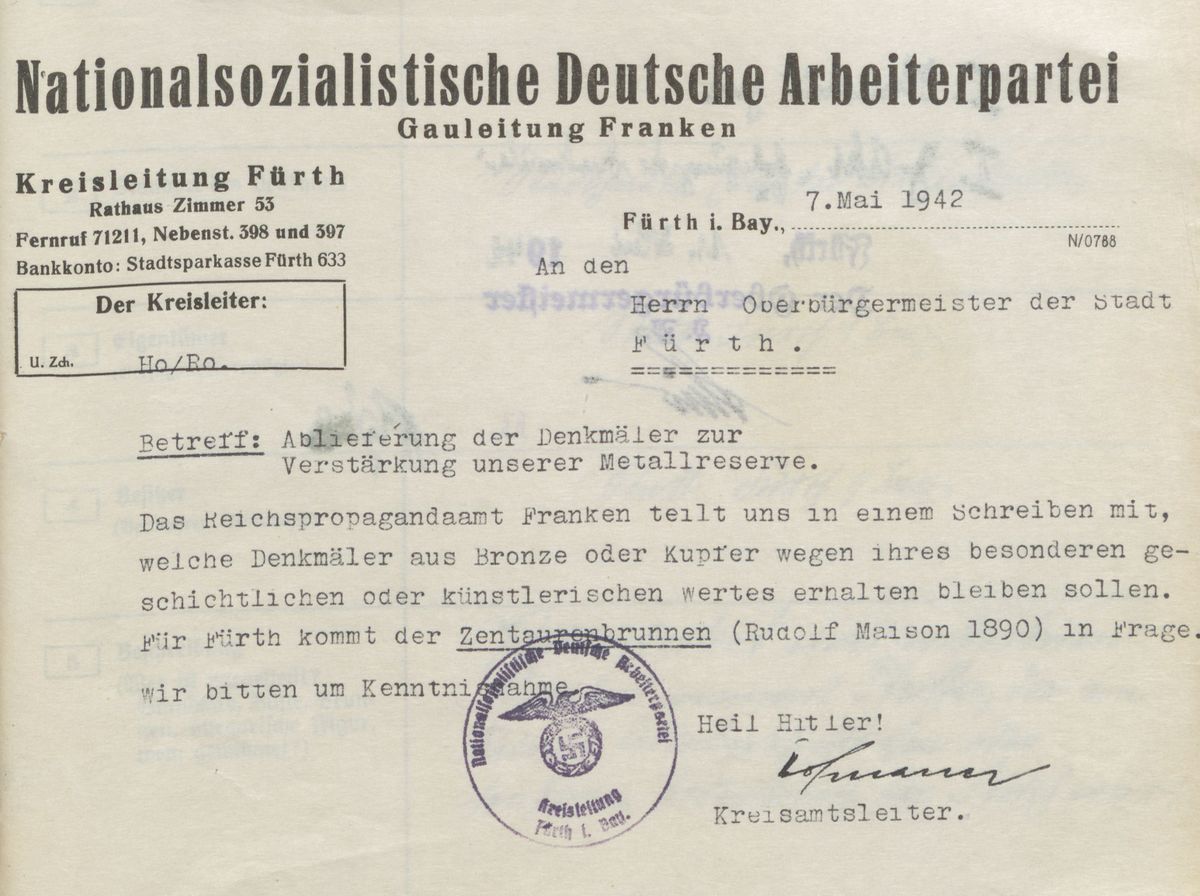 Nationalsozialistische Deutsche Arbeiterpartei
Gauleitung Franken
Kreisleitung Fürth
Rathaus Zimmer 53
Fernruf 71211, Nebenst. 398 und 397
Bankkonto: Stadtsparkasse Fürth 633
Der Kreisleiter:
U. Zch. Ho/Ro.
Fürth i. Bay., 7.Mai 1942
N/0788
An den
Herrn Oberbürgermeister der Stadt
F ü r t h .
=============
Betreff: Ablieferung der Denkmäler zur
Verstärkung unserer Metallreserve.
Das Reichspropagandaamt Franken teilt uns in einem Schreiben mit,
welche Denkmäler aus Bronze oder Kupfer wegen ihres besonderen ge-
schichtlichen oder künstlerischen Wertes erhalten bleiben sollen.
Für Fürth kommt der Zentaurenbrunnen (Rudolf Maison 1890) in Frage.
Wir bitten um Kenntnisnahme.
Heil Hitler!
Kreisamtsleiter.
Nationalsozialistische Deutsche Arbeiterpartei
Kreisleitung
Fürth i. Bay.